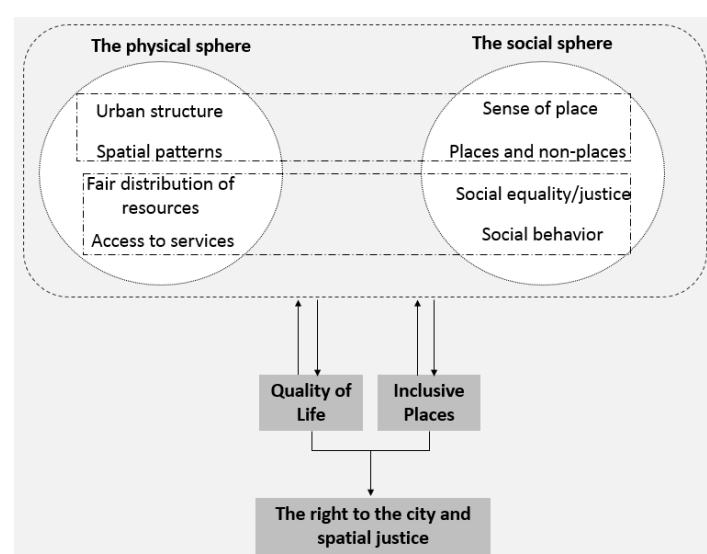 The physical sphere
The social sphere
Urban structure
Spatial patterns
Fair distribution of
resources
Access to services
Sense of place
Places and non-places
Social equality/justice
Social behavior
Quality of
Life
Inclusive
Places
The right to the city and
spatial justice